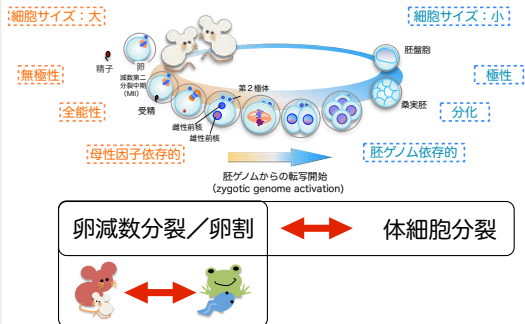 細胞サイズ：大
細胞サイズ：小
精子
卵
減数第二
分裂中期
（MII）
胚盤胞
無極性
極性
第２極体
桑実胚
全能性
受精
分化
雄性前核
雌性前核
母性因子依存的
胚ゲノム依存的
胚ゲノムからの転写開始
（zygotic genome activation）
卵減数分裂／卵割
体細胞分裂